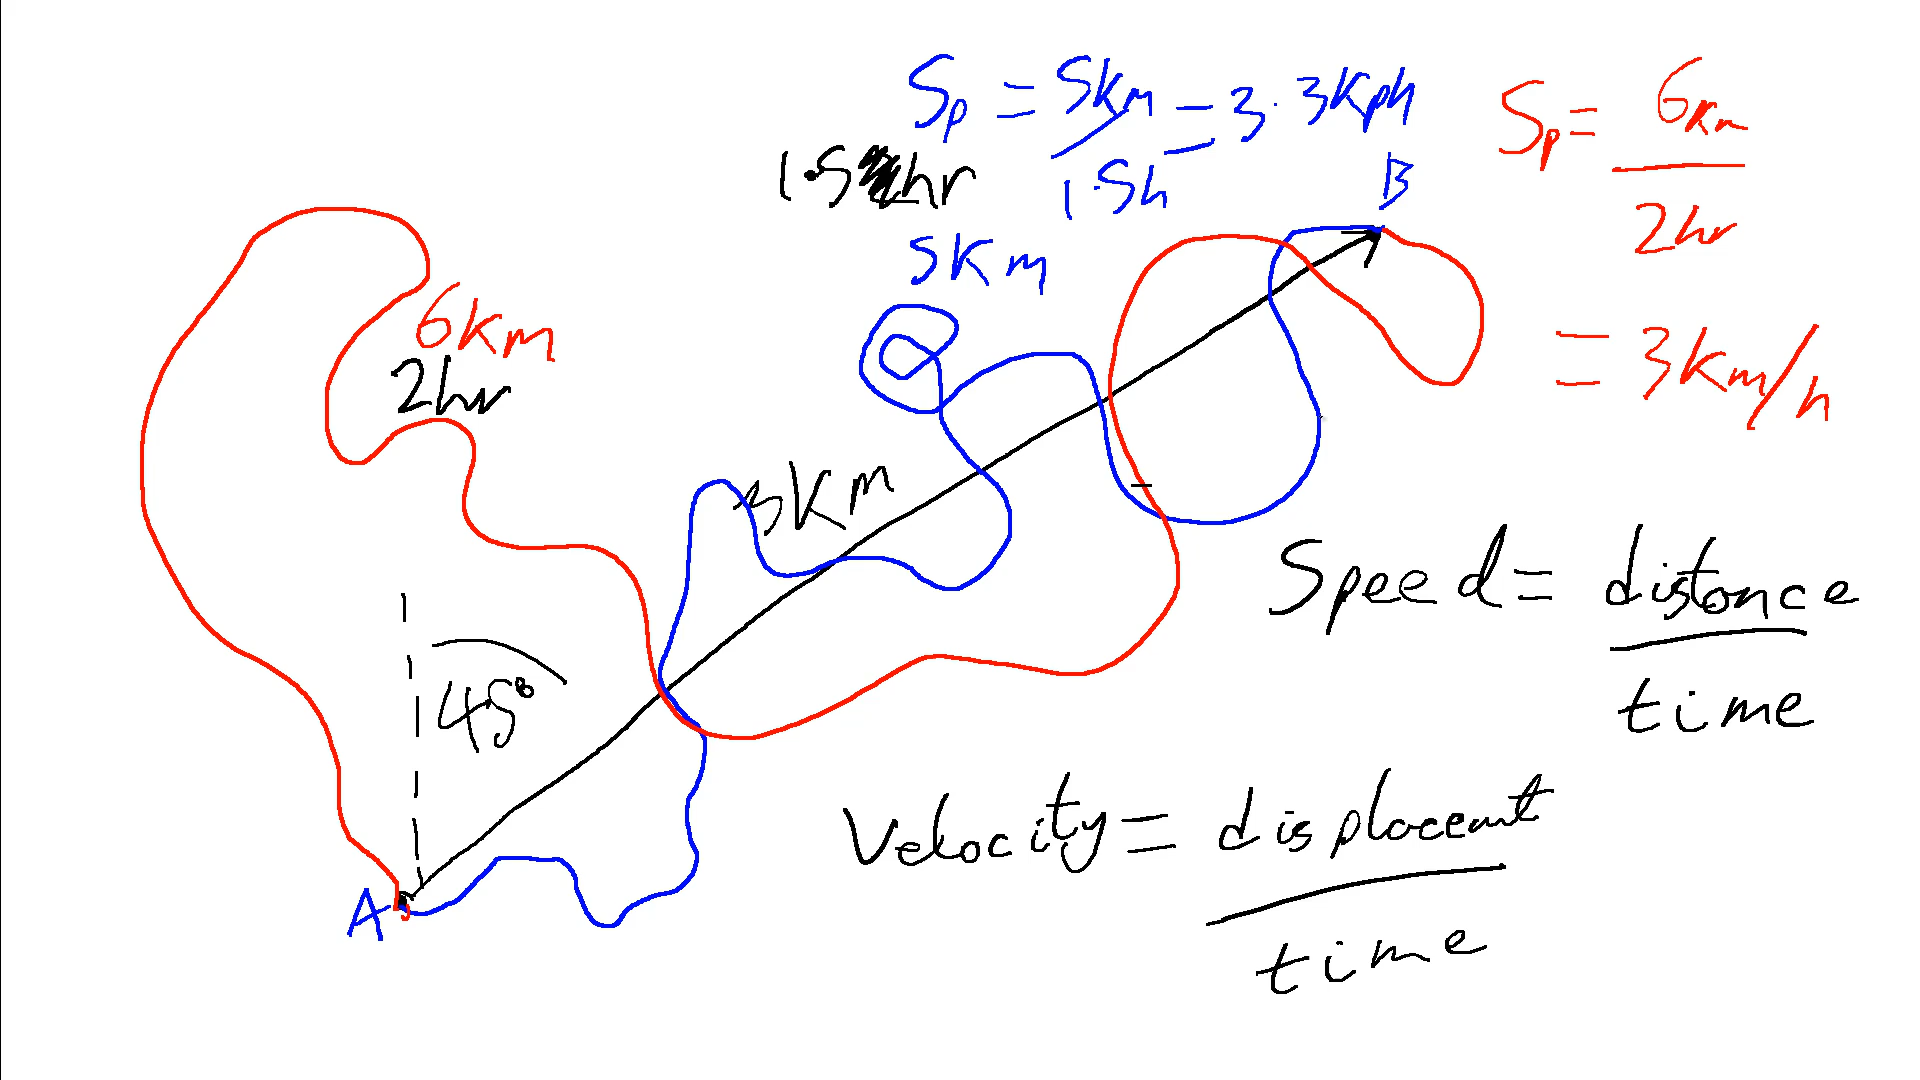 Sp = 5Km / 1.5h = 3.3Kph
1.5 hr
B
Sp = 6Km / 2hr
= 3Km/h
5Km
6Km
2hr
3Km
45°
A
Speed = distance / time
Velocity = displacement / time